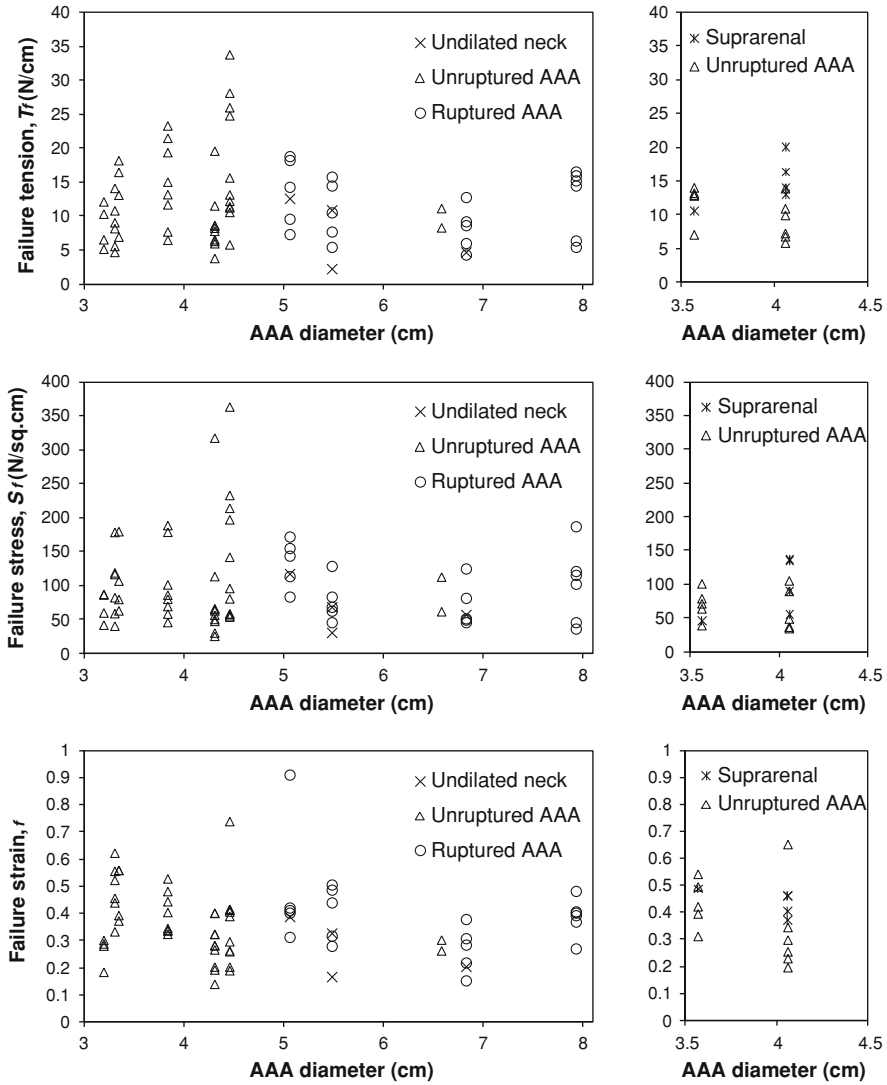 40
35
30
25
20
15
10
5
0
Failure tension, Tf (N/cm)
× Undilated neck
△ Unruptured AAA
○ Ruptured AAA
3 4 5 6 7 8
AAA diameter (cm)
40
35
30
25
20
15
10
5
0
Suprarenal
△ Unruptured AAA
3.5 4 4.5
AAA diameter (cm)
400
350
300
250
200
150
100
50
0
Failure stress, Sf (N/sq.cm)
× Undilated neck
△ Unruptured AAA
○ Ruptured AAA
3 4 5 6 7 8
AAA diameter (cm)
400
350
300
250
200
150
100
50
0
Suprarenal
△ Unruptured AAA
3.5 4 4.5
AAA diameter (cm)
1
0.9
0.8
0.7
0.6
0.5
0.4
0.3
0.2
0.1
0
Failure strain, f
× Undilated neck
△ Unruptured AAA
○ Ruptured AAA
3 4 5 6 7 8
AAA diameter (cm)
1
0.9
0.8
0.7
0.6
0.5
0.4
0.3
0.2
0.1
0
Suprarenal
△ Unruptured AAA
3.5 4 4.5
AAA diameter (cm)